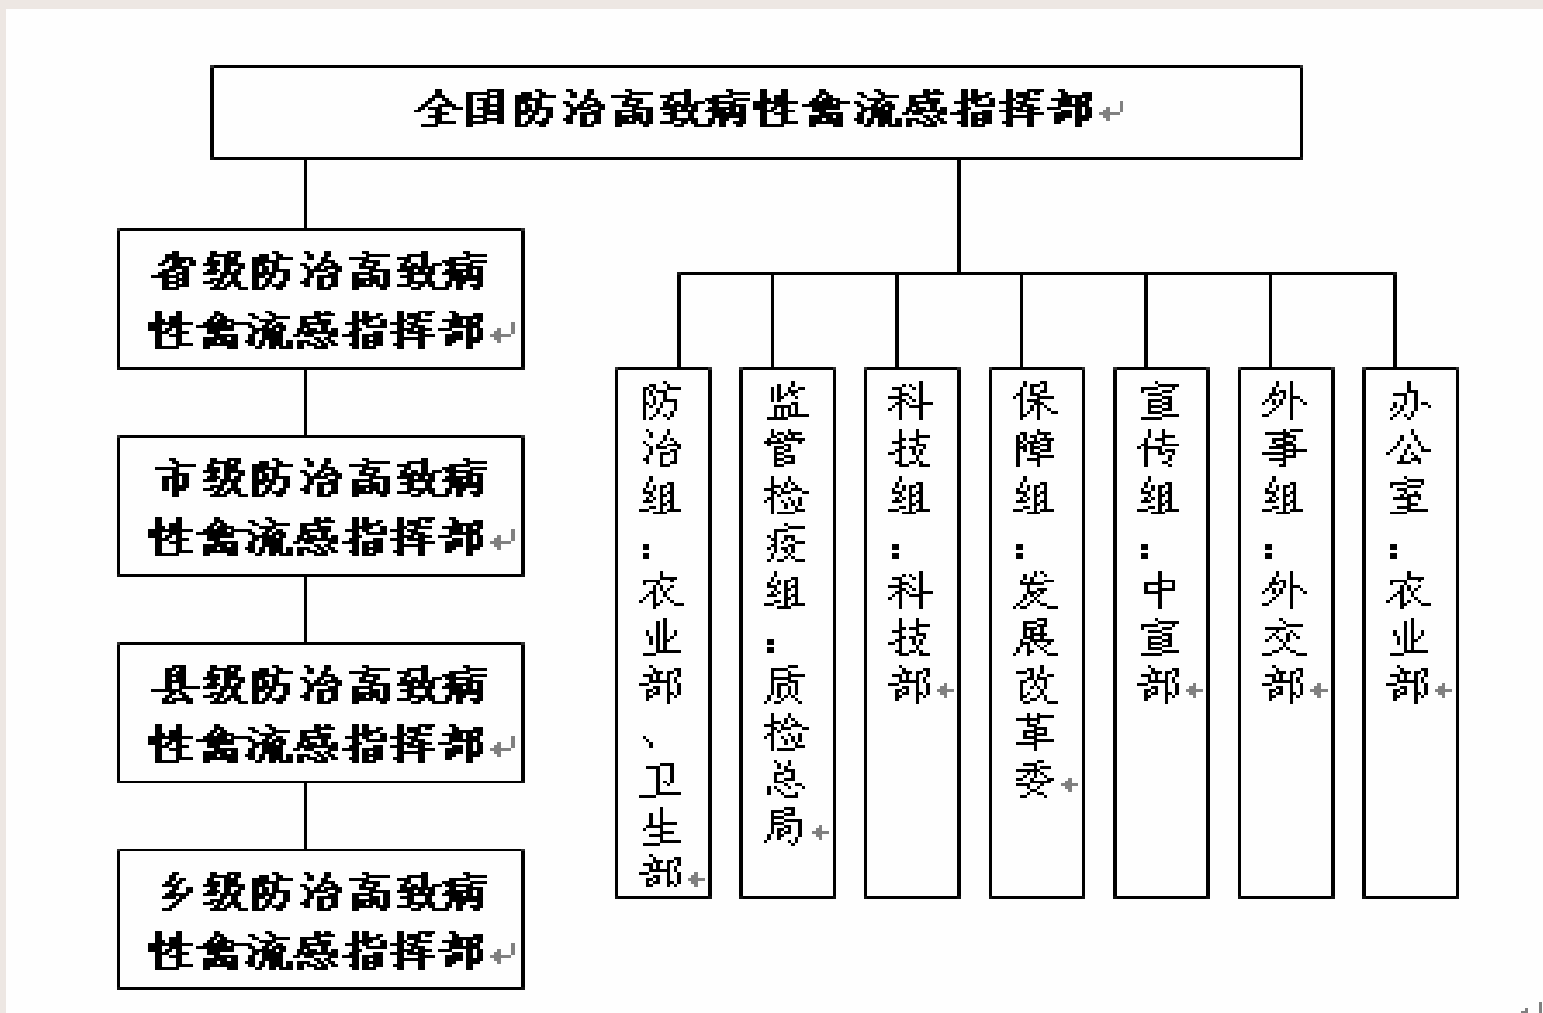 全国防治高致病性禽流感指挥部
省级防治高致病
性禽流感指挥部
市级防治高致病
性禽流感指挥部
县级防治高致病
性禽流感指挥部
乡级防治高致病
性禽流感指挥部
防治组：农业部、卫生部
监管检疫组：质检总局
科技组：科技部
保障组：发展改革委
宣传组：中宣部
外事组：外交部
办公室：农业部